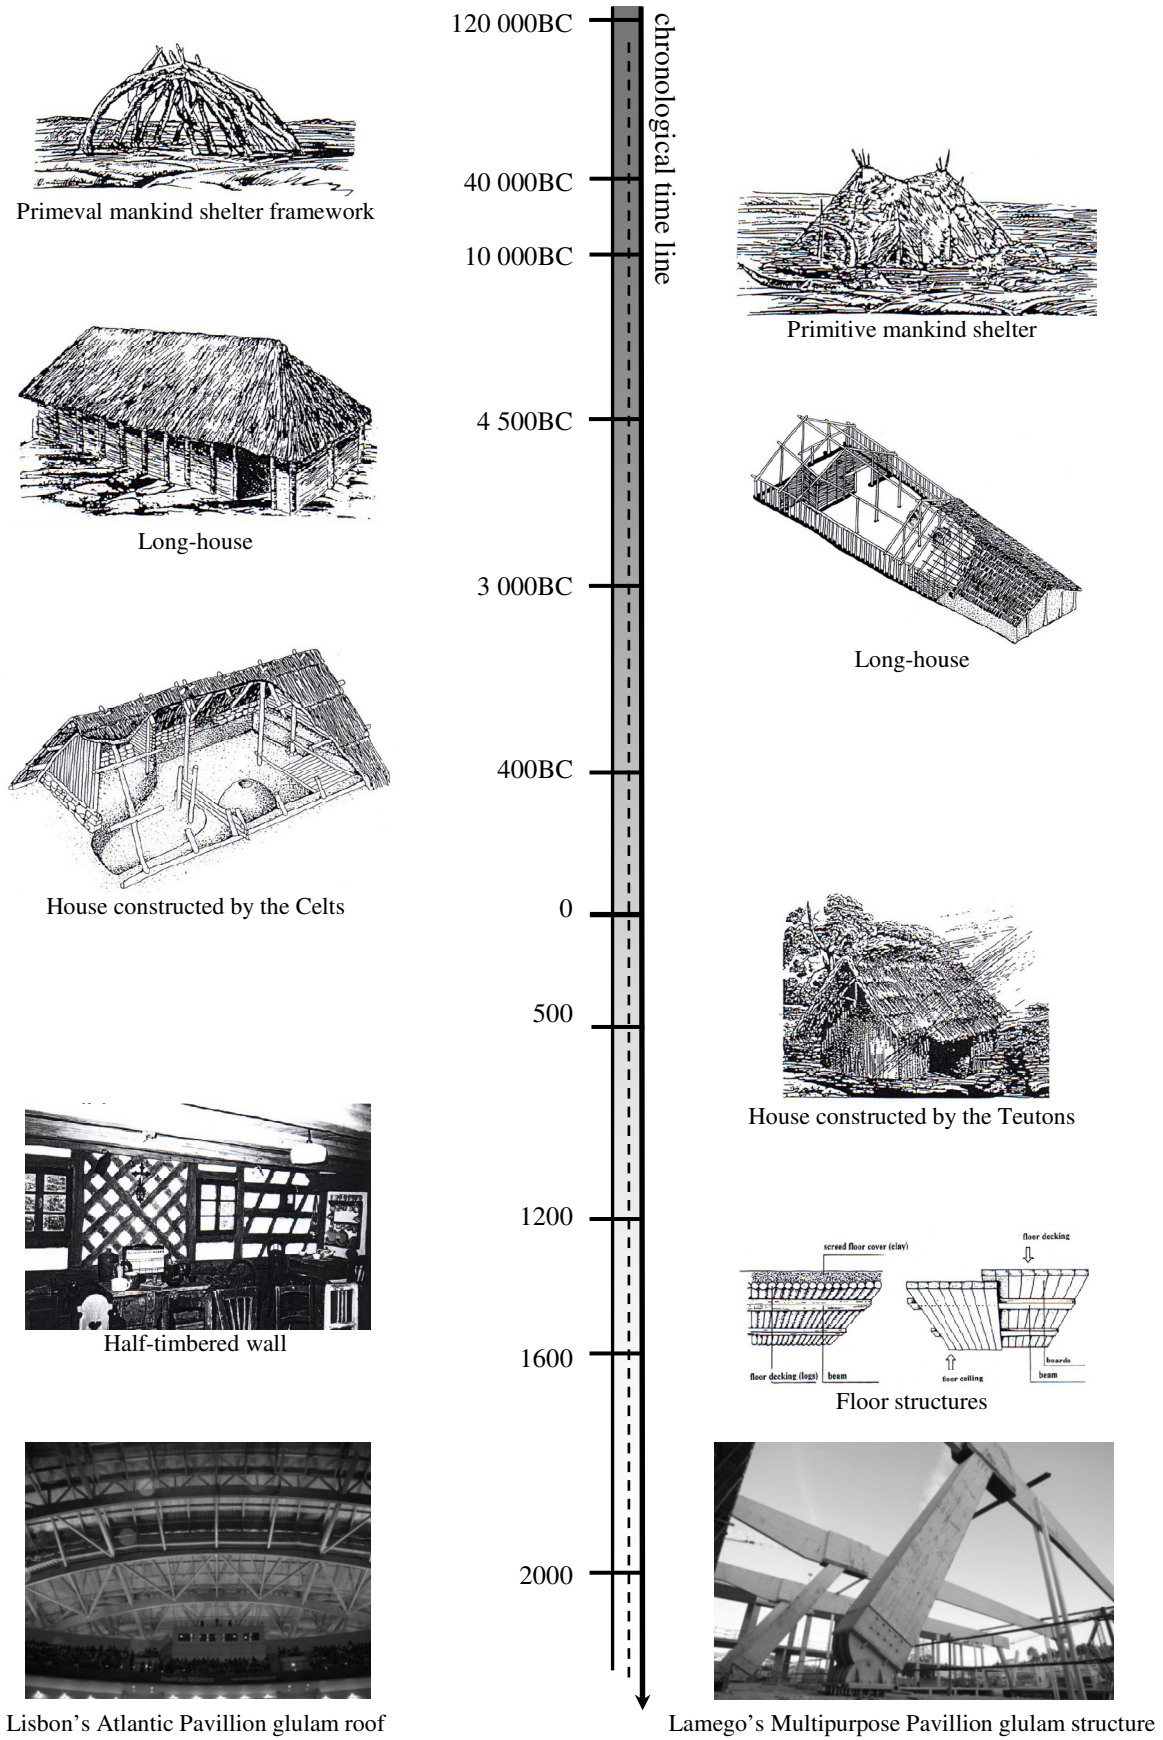 120 000BC
chronological time line
Primeval mankind shelter framework
40 000BC
10 000BC
Primitive mankind shelter
4 500BC
Long-house
3 000BC
Long-house
400BC
House constructed by the Celts
0
500
House constructed by the Teutons
1200
floor decking
screed floor cover (clay)
Half-timbered wall
1600
boards
floor decking (logs)
beam
floor ceiling
beam
Floor structures
2000
Lisbon's Atlantic Pavillion glulam roof
Lamego's Multipurpose Pavillion glulam structure